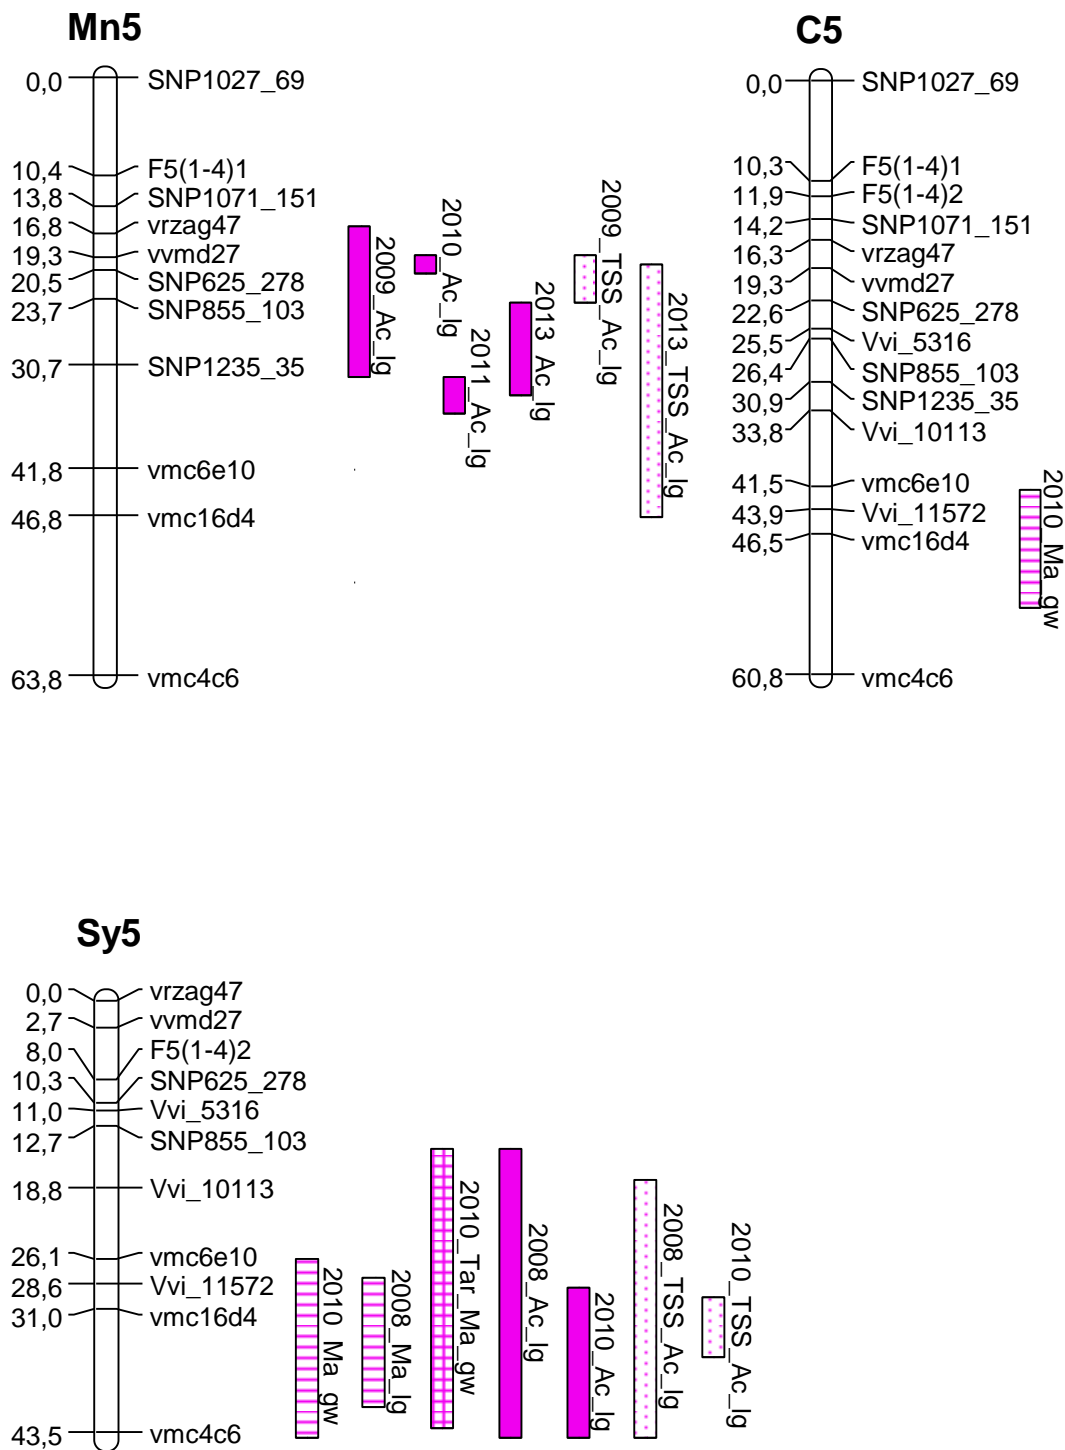 Mn5
0,0 SNP1027_69
10,4 F5(1-4)1
13,8 SNP1071_151
16,8 vrzag47
19,3 vvmd27
20,5 SNP625_278
23,7 SNP855_103
30,7 SNP1235_35
41,8 vmc6e10
46,8 vmc16d4
63,8 vmc4c6
2009_Ac_lg
2010_Ac_lg
2011_Ac_lg
2013_Ac_lg
2009_TSS_Ac_lg
2013_TSS_Ac_lg
C5
0,0 SNP1027_69
10,3 F5(1-4)1
11,9 F5(1-4)2
14,2 SNP1071_151
16,3 vrzag47
19,3 vvmd27
22,6 SNP625_278
25,5 Vvi_5316
26,4 SNP855_103
30,9 SNP1235_35
33,8 Vvi_10113
41,5 vmc6e10
43,9 Vvi_11572
46,5 vmc16d4
60,8 vmc4c6
2010_Ma_gw
Sy5
0,0 vrzag47
2,7 vvmd27
8,0 F5(1-4)2
10,3 SNP625_278
11,0 Vvi_5316
12,7 SNP855_103
18,8 Vvi_10113
26,1 vmc6e10
28,6 Vvi_11572
31,0 vmc16d4
43,5 vmc4c6
2010_Ma_gw
2008_Ma_lg
2010_Tar_Ma_gw
2008_Ac_lg
2010_Ac_lg
2008_TSS_Ac_lg
2010_TSS_Ac_lg